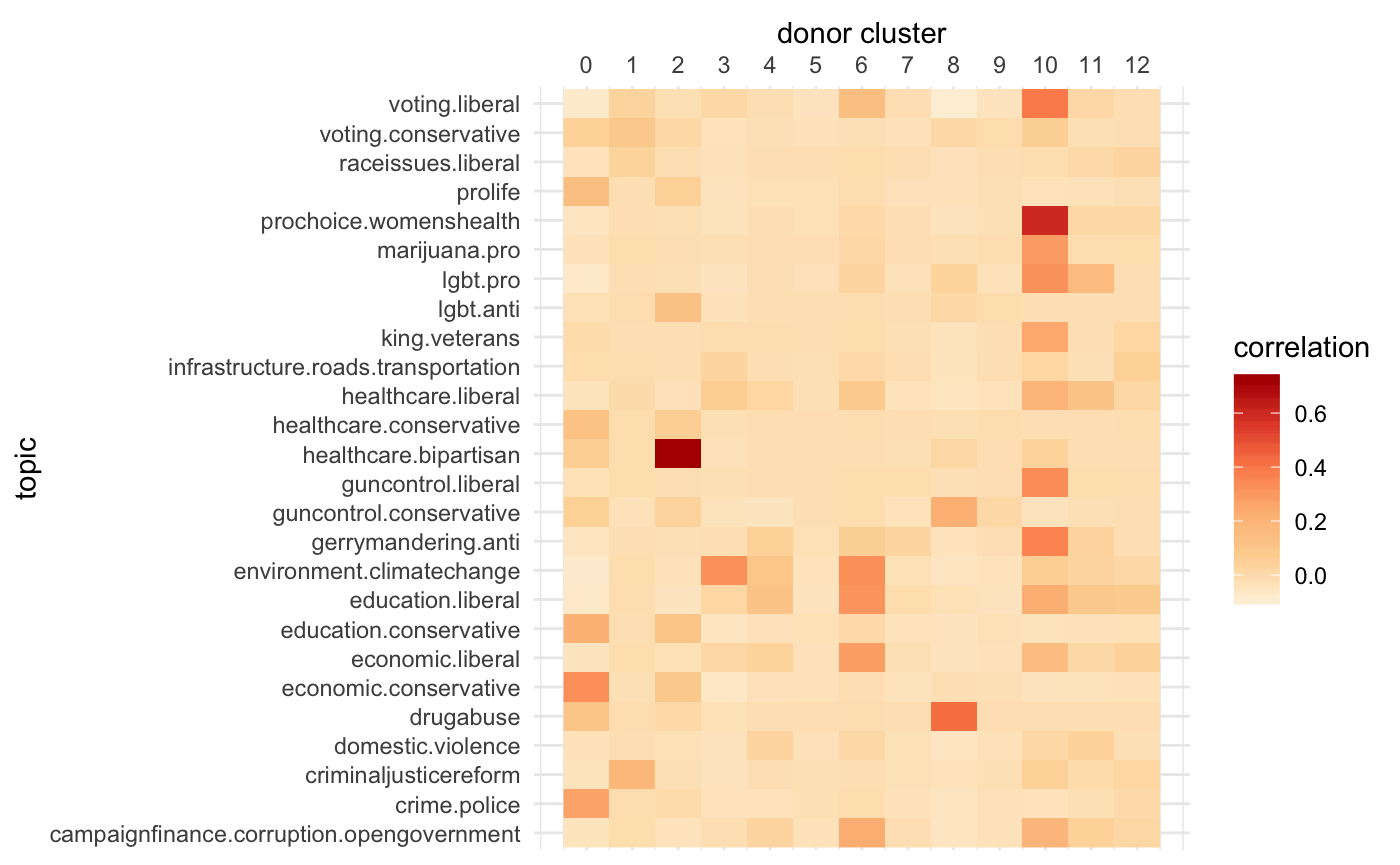 donor cluster
0 1 2 3 4 5 6 7 8 9 10 11 12
topic
voting.liberal
voting.conservative
raceissues.liberal
prolife
prochoice.womenshealth
marijuana.pro
lgbt.pro
lgbt.anti
king.veterans
infrastructure.roads.transportation
healthcare.liberal
healthcare.conservative
healthcare.bipartisan
guncontrol.liberal
guncontrol.conservative
gerrymandering.anti
environment.climatechange
education.liberal
education.conservative
economic.liberal
economic.conservative
drugabuse
domestic.violence
criminaljusticereform
crime.police
campaignfinance.corruption.opengovernment
correlation
0.6
0.4
0.2
0.0